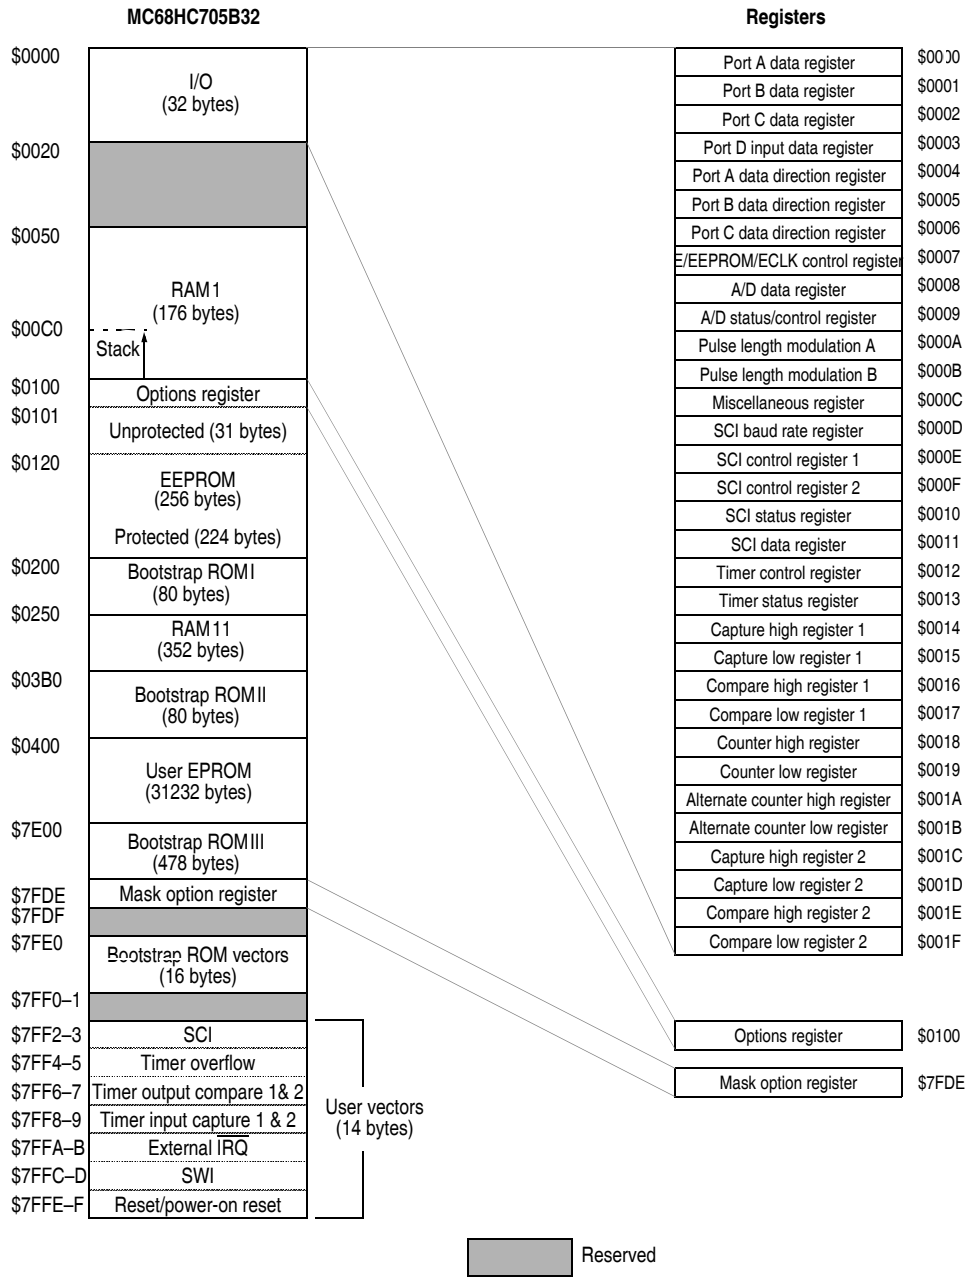 MC68HC705B32
$0000
I/O
(32 bytes)
$0020
$0050
RAM1
(176 bytes)
$00C0
Stack
$0100
Options register
$0101
Unprotected (31 bytes)
$0120
EEPROM
(256 bytes)
Protected (224 bytes)
$0200
Bootstrap ROMI
(80 bytes)
$0250
RAM11
(352 bytes)
$03B0
Bootstrap ROMII
(80 bytes)
$0400
User EPROM
(31232 bytes)
$7E00
Bootstrap ROMIII
(478 bytes)
$7FDE
Mask option register
$7FDF
$7FE0
Bootstrap ROM vectors
(16 bytes)
$7FF0–1
$7FF2–3 SCI
$7FF4–5 Timer overflow
$7FF6–7 Timer output compare 1& 2
$7FF8–9 Timer input capture 1 & 2
$7FFA–B External IRQ
$7FFC–D SWI
$7FFE–F Reset/power-on reset
User vectors
(14 bytes)
Registers
Port A data register $0000
Port B data register $0001
Port C data register $0002
Port D input data register $0003
Port A data direction register $0004
Port B data direction register $0005
Port C data direction register $0006
E/EEPROM/ECLK control register $0007
A/D data register $0008
A/D status/control register $0009
Pulse length modulation A $000A
Pulse length modulation B $000B
Miscellaneous register $000C
SCI baud rate register $000D
SCI control register 1 $000E
SCI control register 2 $000F
SCI status register $0010
SCI data register $0011
Timer control register $0012
Timer status register $0013
Capture high register 1 $0014
Capture low register 1 $0015
Compare high register 1 $0016
Compare low register 1 $0017
Counter high register $0018
Counter low register $0019
Alternate counter high register $001A
Alternate counter low register $001B
Capture high register 2 $001C
Capture low register 2 $001D
Compare high register 2 $001E
Compare low register 2 $001F
Options register $0100
Mask option register $7FDE
Reserved